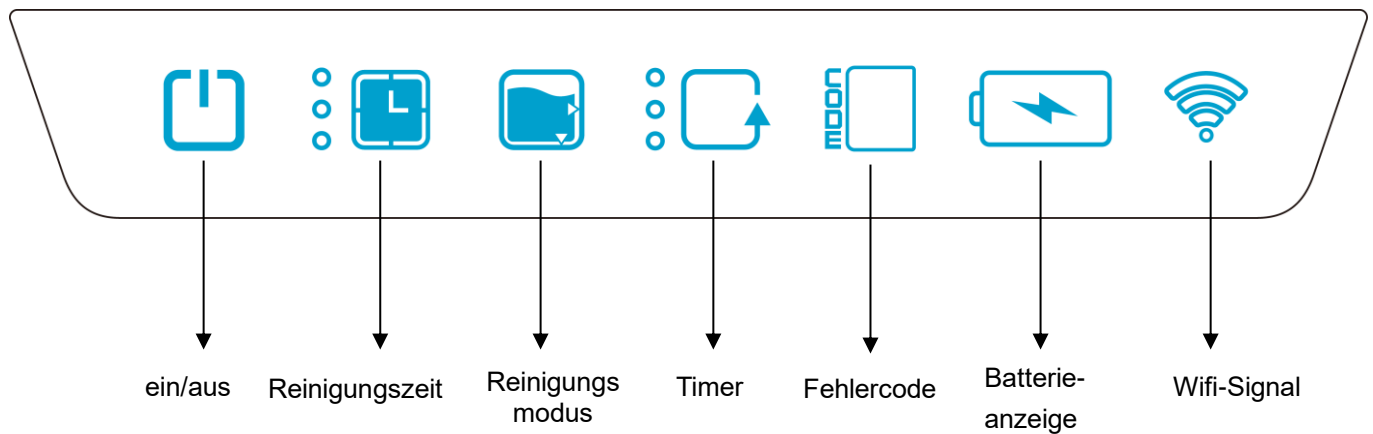 CODE
ein/aus
Reinigungszeit
Reinigungs
modus
Timer
Fehlercode
Batterie-
anzeige
Wifi-Signal